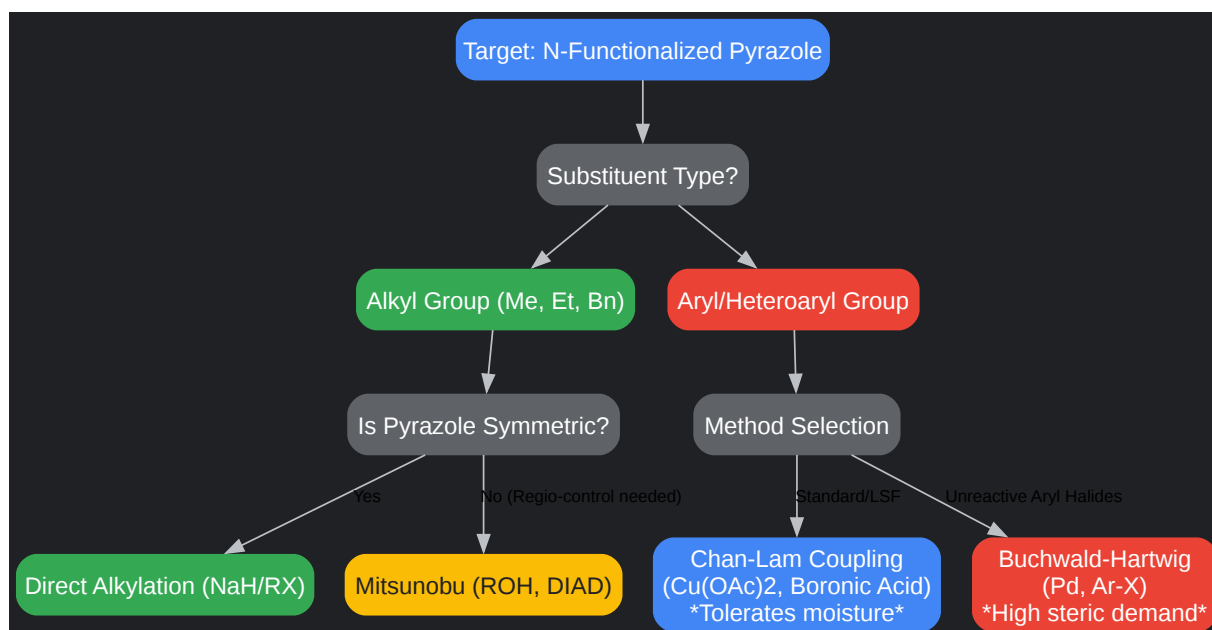 Target: N-Functionalized Pyrazole
Substituent Type?
Alkyl Group (Me, Et, Bn)
Aryl/Heteroaryl Group
Is Pyrazole Symmetric?
Method Selection
Yes
No (Regio-control needed)
Standard/LSF
Unreactive Aryl Halides
Direct Alkylation (NaH/RX)
Mitsunobu (ROH, DIAD)
Chan-Lam Coupling
(Cu(OAc)2, Boronic Acid)
*Tolerates moisture*
Buchwald-Hartwig
(Pd, Ar-X)
*High steric demand*